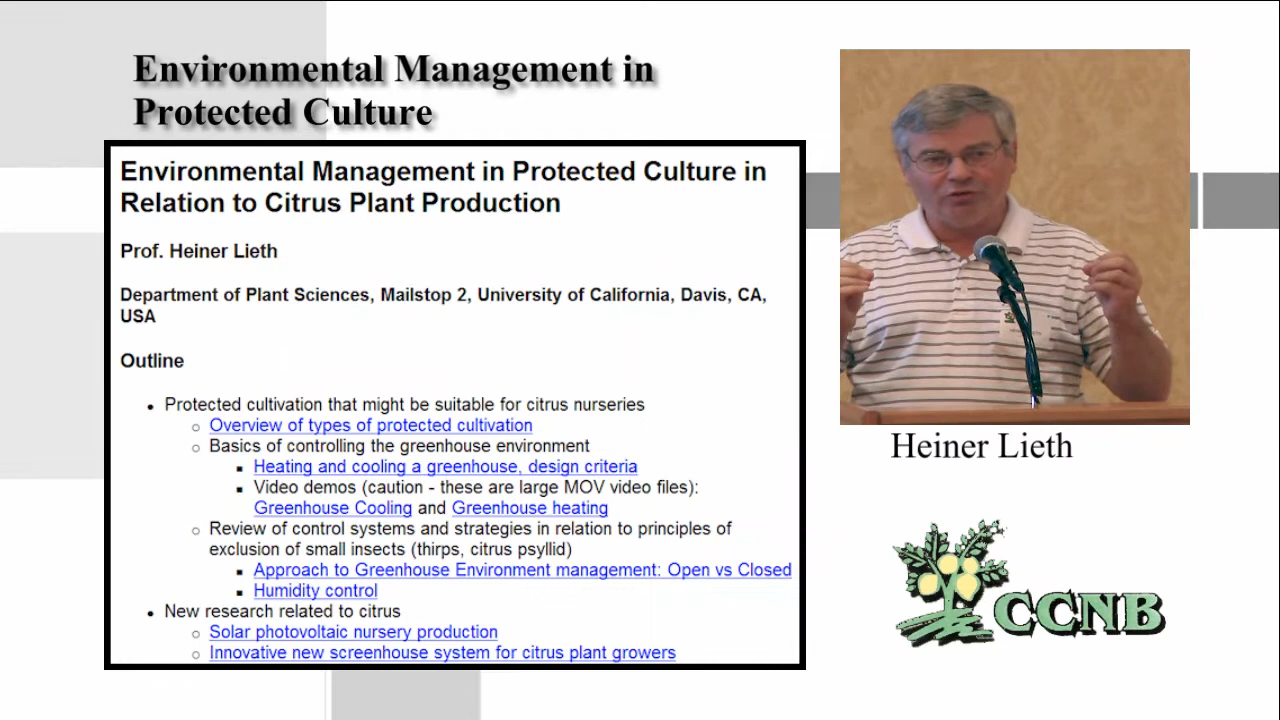 Environmental Management in
Protected Culture
Environmental Management in Protected Culture in
Relation to Citrus Plant Production
Prof. Heiner Lieth
Department of Plant Sciences, Mailstop 2, University of California, Davis, CA,
USA
Outline
• Protected cultivation that might be suitable for citrus nurseries
○ Overview of types of protected cultivation
○ Basics of controlling the greenhouse environment
▪ Heating and cooling a greenhouse, design criteria
▪ Video demos (caution - these are large MOV video files):
Greenhouse Cooling and Greenhouse heating
○ Review of control systems and strategies in relation to principles of
exclusion of small insects (thirps, citrus psyllid)
▪ Approach to Greenhouse Environment management: Open vs Closed
▪ Humidity control
• New research related to citrus
○ Solar photovoltaic nursery production
○ Innovative new screenhouse system for citrus plant growers
Heiner Lieth
CCNB